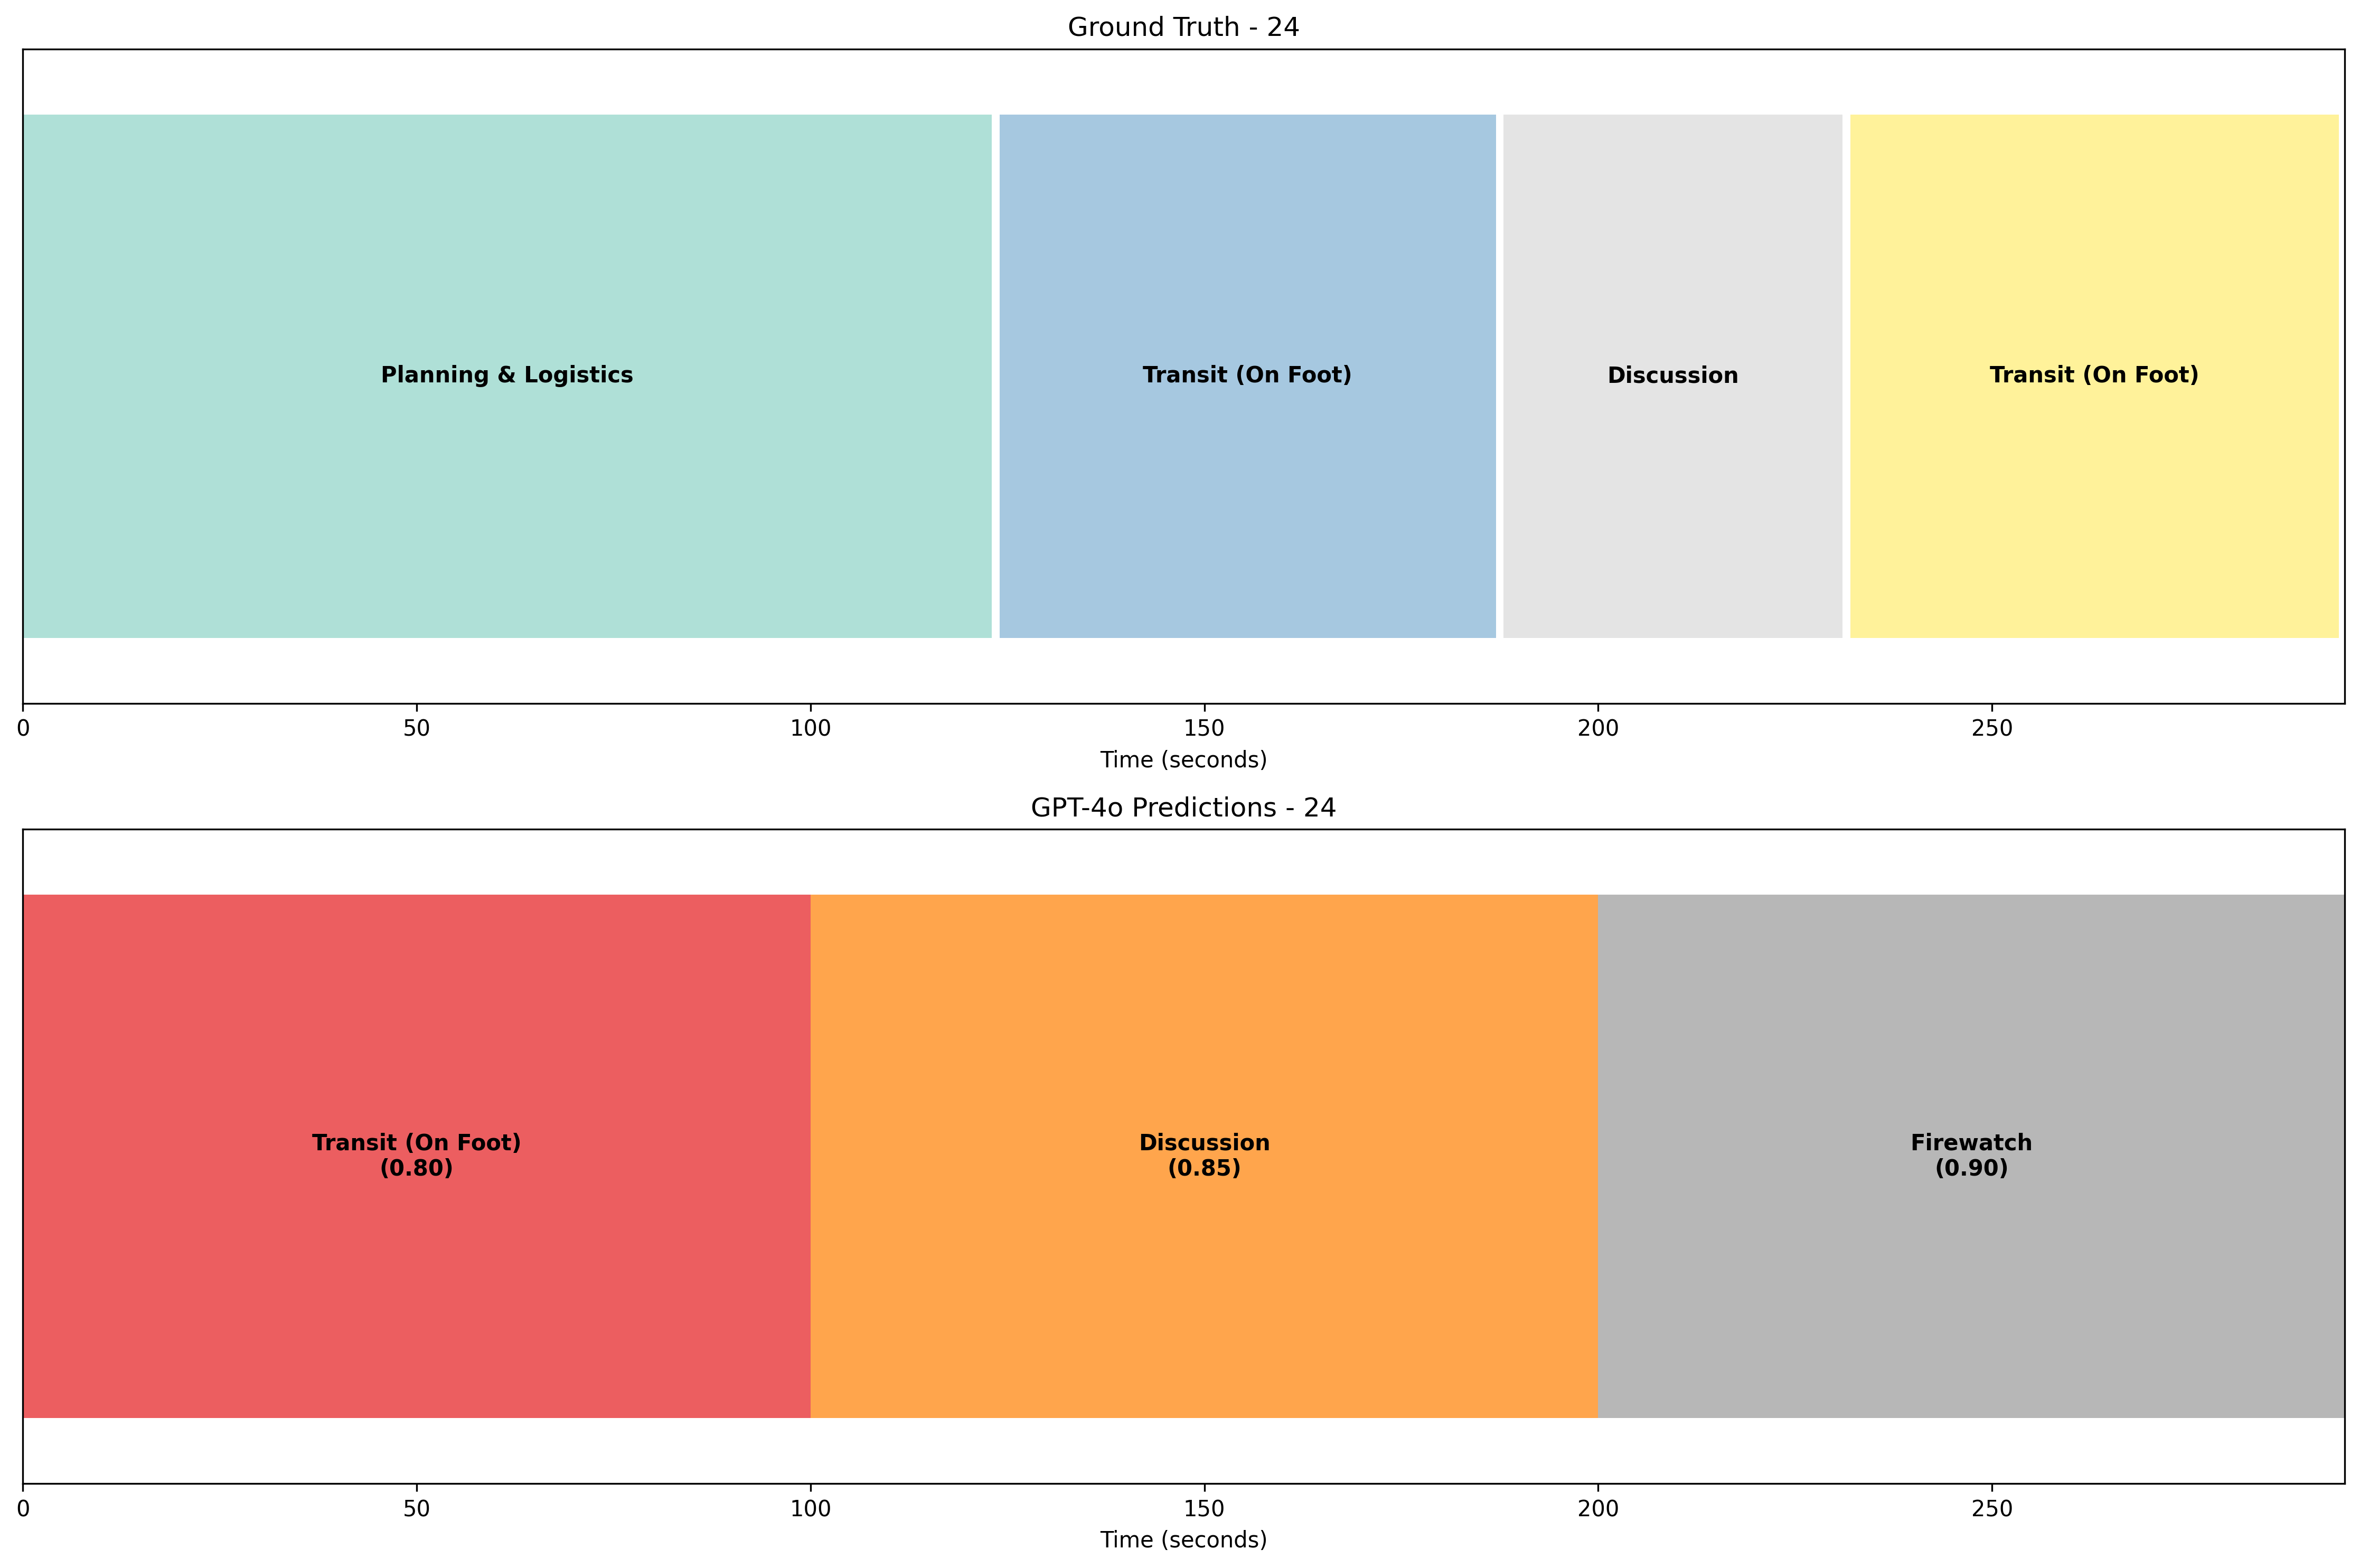 Ground Truth - 24
Planning & Logistics
Transit (On Foot)
Discussion
Transit (On Foot)
0
50
100
150
200
250
Time (seconds)
GPT-4o Predictions - 24
Transit (On Foot)
(0.80)
Discussion
(0.85)
Firewatch
(0.90)
0
50
100
150
200
250
Time (seconds)